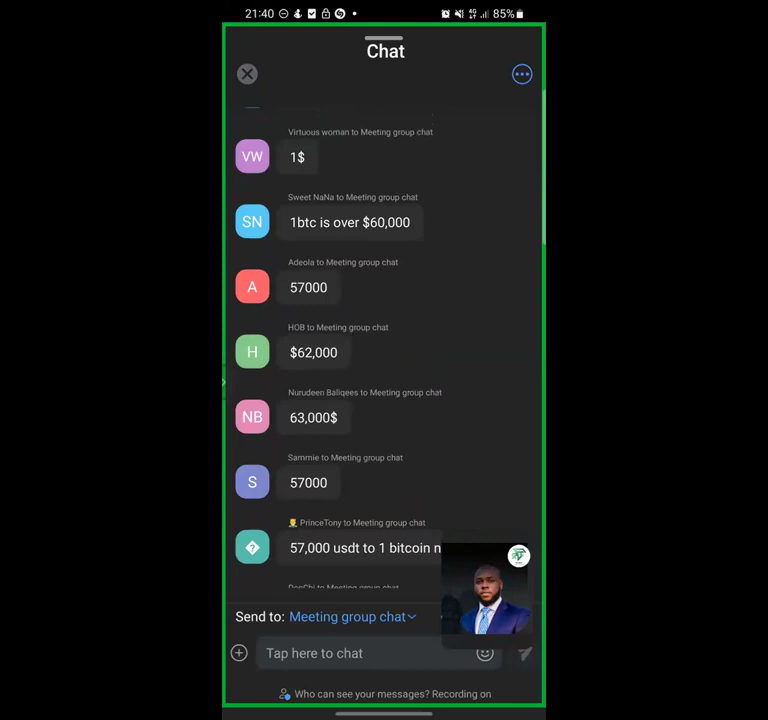 21:40
85%
Chat
Virtuous woman to Meeting group chat
VW
1$
Sweet NaNa to Meeting group chat
SN
1btc is over $60,000
Adeola to Meeting group chat
A
57000
HOB to Meeting group chat
H
$62,000
Nurudeen Baliqees to Meeting group chat
NB
63,000$
Sammie to Meeting group chat
S
57000
PrinceTony to Meeting group chat
57,000 usdt to 1 bitcoin n
Send to: Meeting group chat
Tap here to chat
Who can see your messages? Recording on